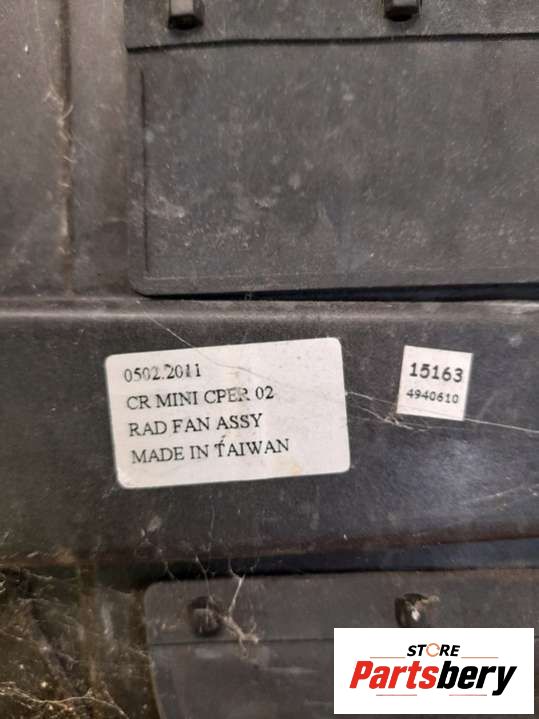 0502.2011
CR MINI CPER 02
RAD FAN ASSY
MADE IN TAIWAN
15163
4940610
STORE
Partsbery